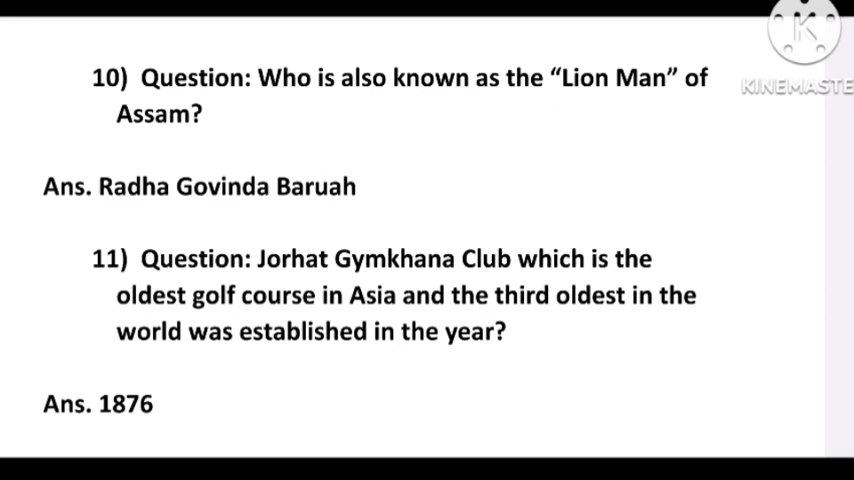 KINEMASTE
10) Question: Who is also known as the “Lion Man” of
Assam?
Ans. Radha Govinda Baruah
11) Question: Jorhat Gymkhana Club which is the
oldest golf course in Asia and the third oldest in the
world was established in the year?
Ans. 1876